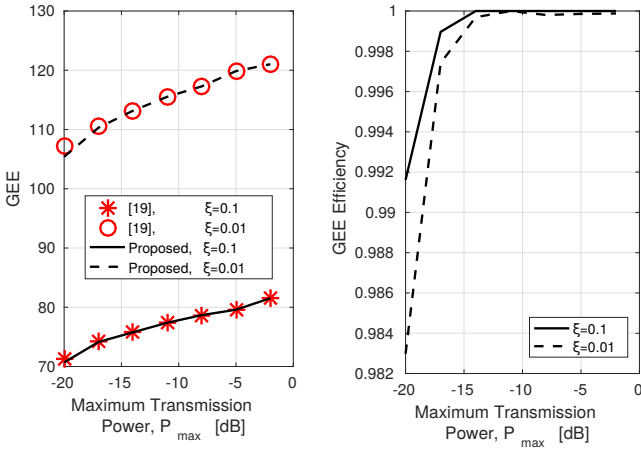 GEE
130
120
110
100
90
80
70
[19], ξ=0.1
[19], ξ=0.01
Proposed, ξ=0.1
Proposed, ξ=0.01
-20 -15 -10 -5 0
Maximum Transmission
Power, P max [dB]
GEE Efficiency
1
0.998
0.996
0.994
0.992
0.99
0.988
0.986
0.984
0.982
ξ=0.1
ξ=0.01
-20 -15 -10 -5 0
Maximum Transmission
Power, P max [dB]